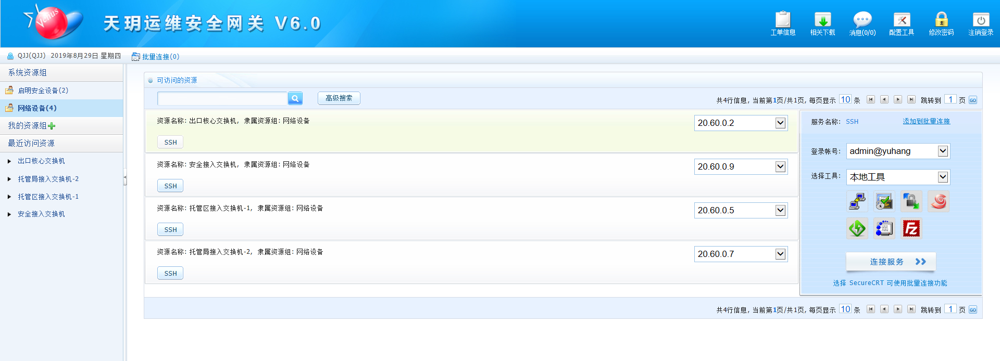 Venus
天玥运维安全网关 V6.0
工单信息
相关下载
消息(0/0)
配置工具
修改密码
注销登录
QJJ(QJJ) 2019年8月29日 星期四
批量连接(0)
系统资源组
启明安全设备(2)
网络设备(4)
我的资源组
最近访问资源
出口核心交换机
托管局接入交换机-2
托管区接入交换机-1
安全接入交换机
可访问的资源
高级搜索
共4行信息, 当前第1页/共1页, 每页显示 10 条 跳转到 1 页 GO
资源名称: 出口核心交换机, 隶属资源组: 网络设备
20.60.0.2
SSH
资源名称: 安全接入交换机, 隶属资源组: 网络设备
20.60.0.9
SSH
资源名称: 托管区接入交换机-1, 隶属资源组: 网络设备
20.60.0.5
SSH
资源名称: 托管局接入交换机-2, 隶属资源组: 网络设备
20.60.0.7
SSH
服务名称: SSH
添加到批量连接
登录帐号: admin@yuhang
选择工具: 本地工具
FZ
连接服务
选择 SecureCRT 可使用批量连接功能
共4行信息, 当前第1页/共1页, 每页显示 10 条 跳转到 1 页 GO